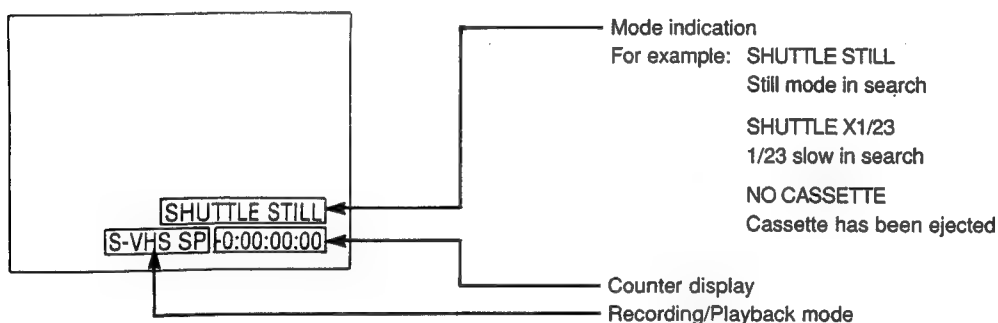 Mode indication
For example: SHUTTLE STILL
Still mode in search
SHUTTLE X1/23
1/23 slow in search
NO CASSETTE
Cassette has been ejected
SHUTTLE STILL
S-VHS SP -0:00:00:00
Counter display
Recording/Playback mode